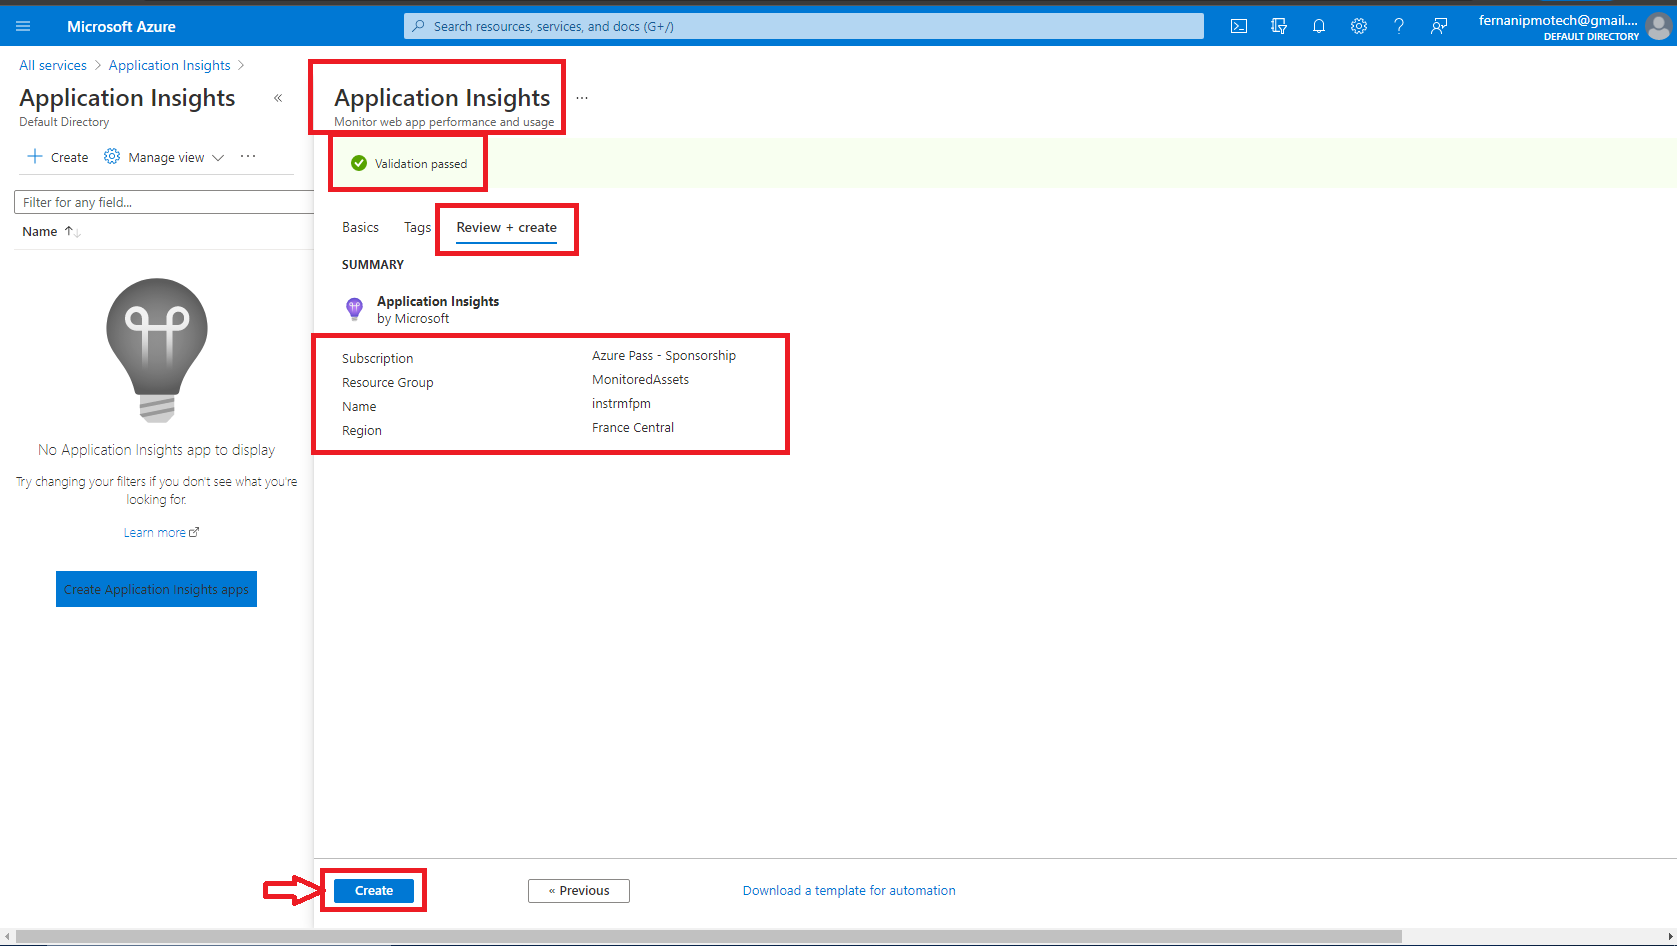 Microsoft Azure
Search resources, services, and docs (G+/)
fernanipmotech@gmail....
DEFAULT DIRECTORY
All services > Application Insights >
Application Insights «
Default Directory
+ Create Manage view ...
Filter for any field...
Name ↑↓
No Application Insights app to display
Try changing your filters if you don't see what you're
looking for.
Learn more
Create Application Insights apps
Application Insights ...
Monitor web app performance and usage
Validation passed
Basics Tags Review + create
SUMMARY
Application Insights
by Microsoft
Subscription Azure Pass - Sponsorship
Resource Group MonitoredAssets
Name instrmfpm
Region France Central
Create « Previous Download a template for automation